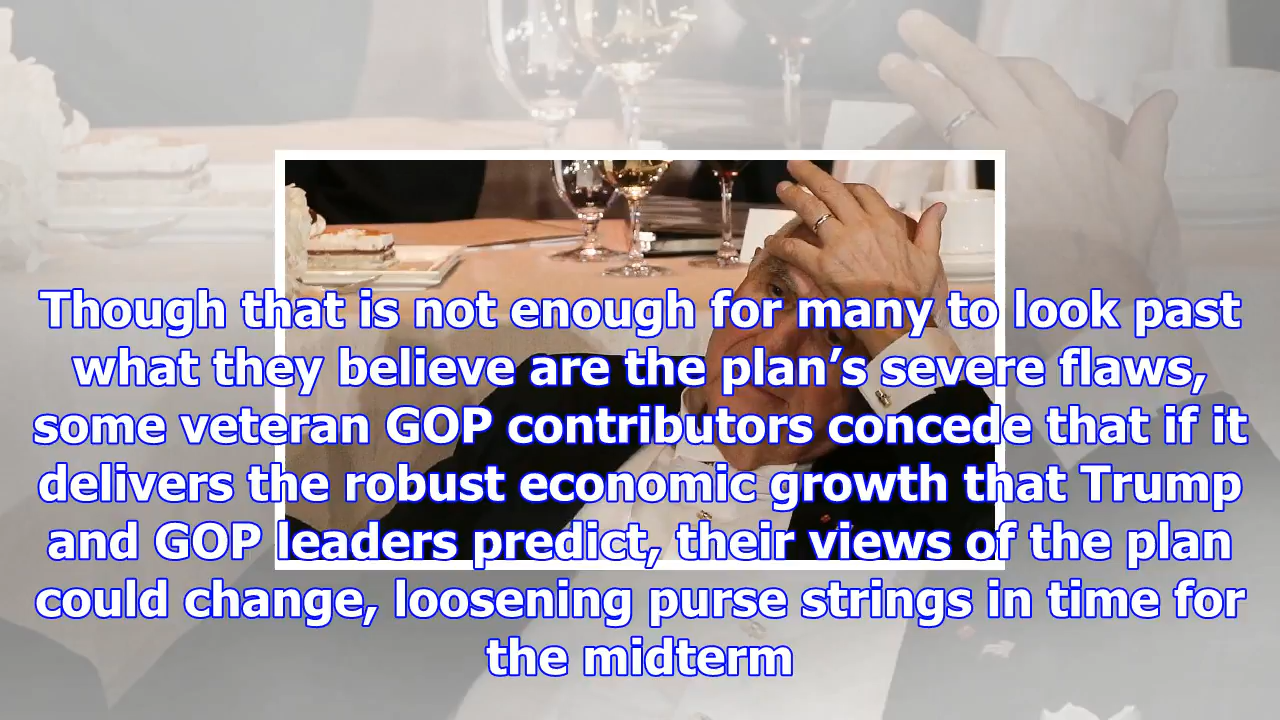 Though that is not enough for many to look past
what they believe are the plan’s severe flaws,
some veteran GOP contributors concede that if it
delivers the robust economic growth that Trump
and GOP leaders predict, their views of the plan
could change, loosening purse strings in time for
the midterm